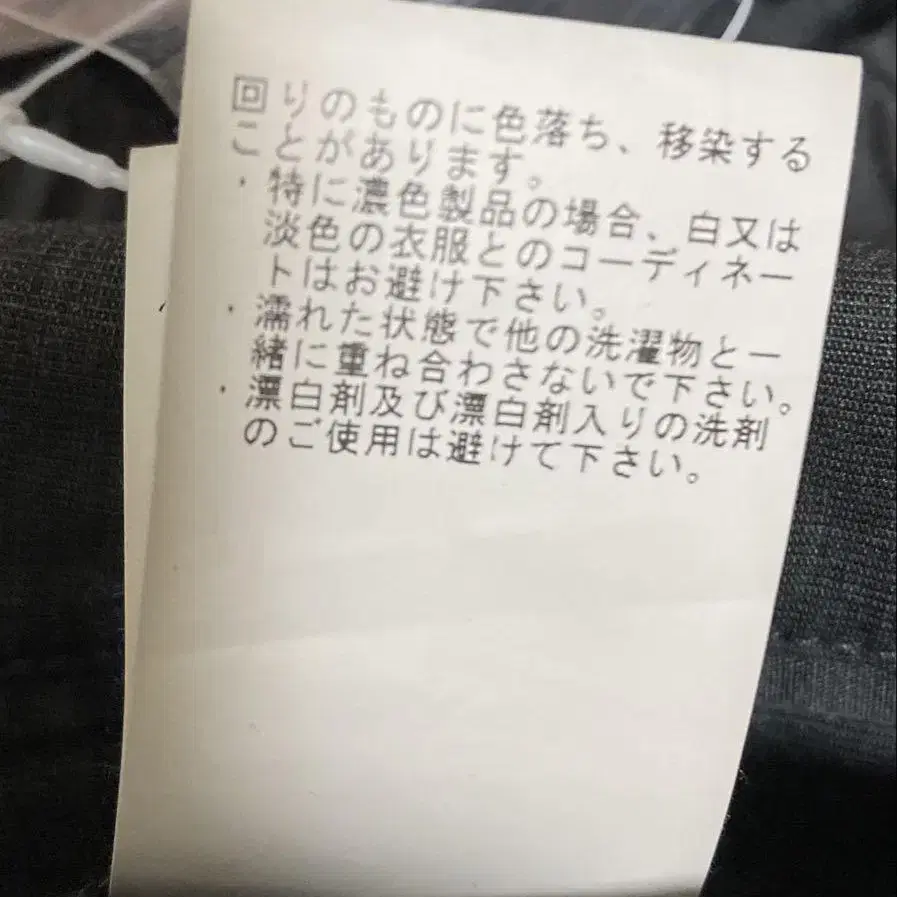 回りのものに色落ち、移染する
ことがあります。
・特に濃色製品の場合、白又は
淡色の衣服とのコーディネー
トはお避け下さい。
・濡れた状態で他の洗濯物と一
緒に重ね合わさないで下さい。
・漂白剤及び漂白剤入りの洗剤
のご使用は避けて下さい。